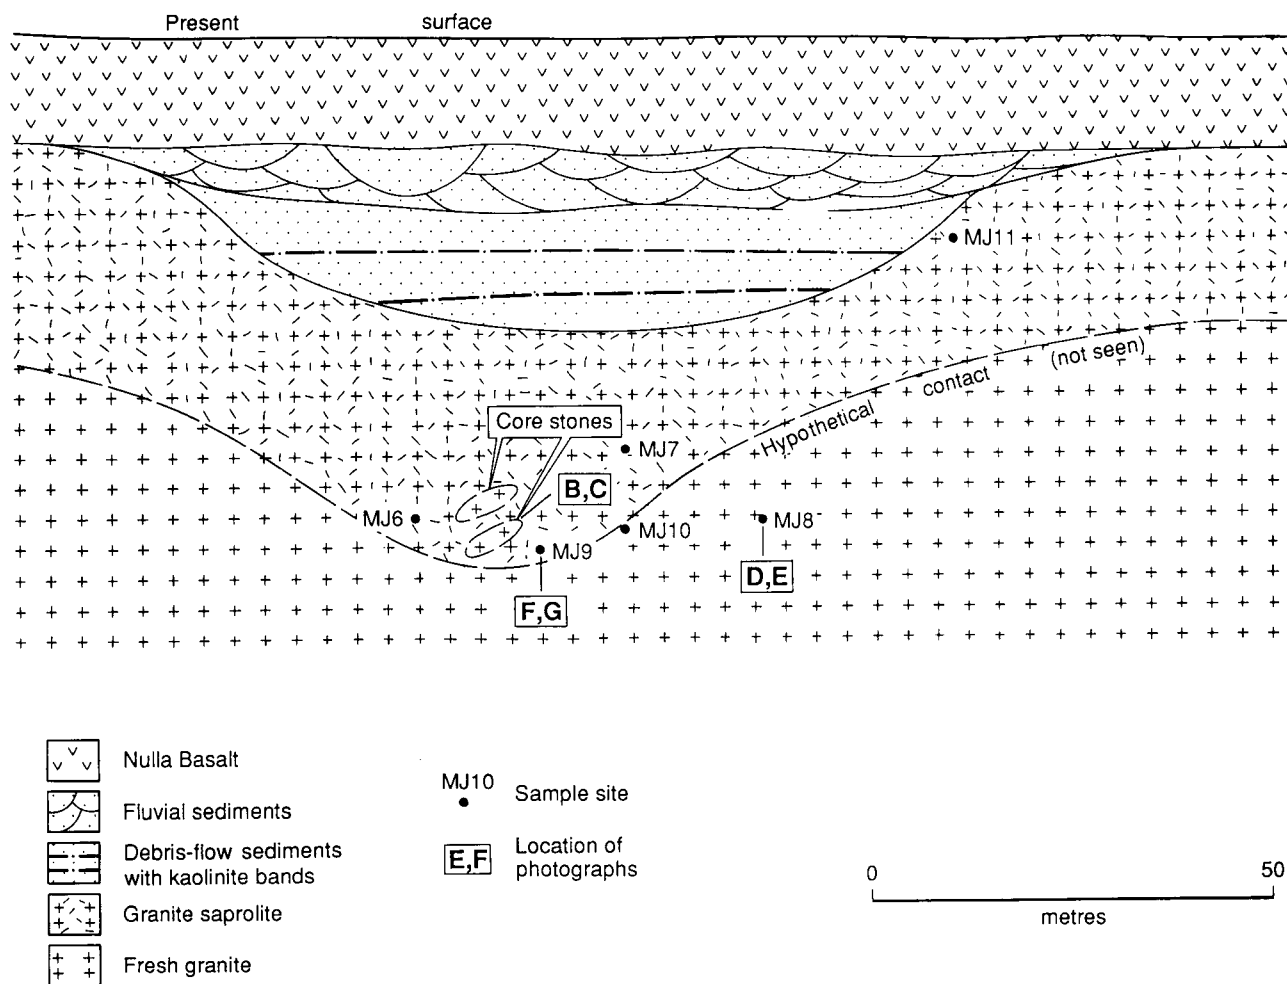 Present surface
MJ11
(not seen)
contact
Hypothetical
Core stones
MJ7
B,C
MJ6
MJ10
MJ8
MJ9
D,E
F,G
Nulla Basalt
Fluvial sediments
Debris-flow sediments
with kaolinite bands
Granite saprolite
Fresh granite
MJ10
Sample site
E,F
Location of
photographs
0 50
metres